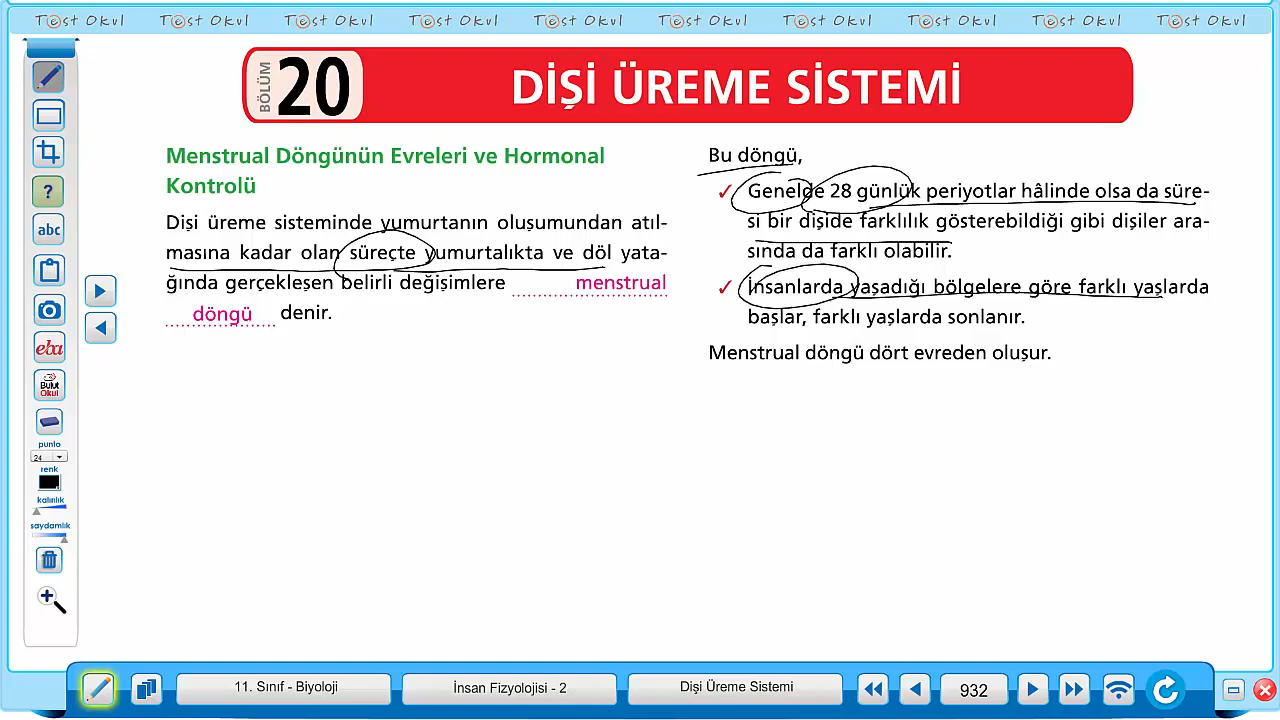 Test Okul Test Okul Test Okul Test Okul Test Okul Test Okul Test Okul Test Okul Test Okul Test Okul
BÖLÜM 20
DİŞİ ÜREME SİSTEMİ
Menstrual Döngünün Evreleri ve Hormonal
Kontrolü
Dişi üreme sisteminde yumurtanın oluşumundan atıl-
masına kadar olan süreçte yumurtalıkta ve döl yata-
ğında gerçekleşen belirli değişimlere menstrual
döngü denir.
Bu döngü,
✓ Genelde 28 günlük periyotlar hâlinde olsa da süre-
si bir dişide farklılık gösterebildiği gibi dişiler ara-
sında da farklı olabilir.
✓ İnsanlarda yaşadığı bölgelere göre farklı yaşlarda
başlar, farklı yaşlarda sonlanır.
Menstrual döngü dört evreden oluşur.
?
abc
eba
Bulut
Okul
punto
24
renk
kalınlık
saydamlık
11. Sınıf - Biyoloji
İnsan Fizyolojisi - 2
Dişi Üreme Sistemi
932